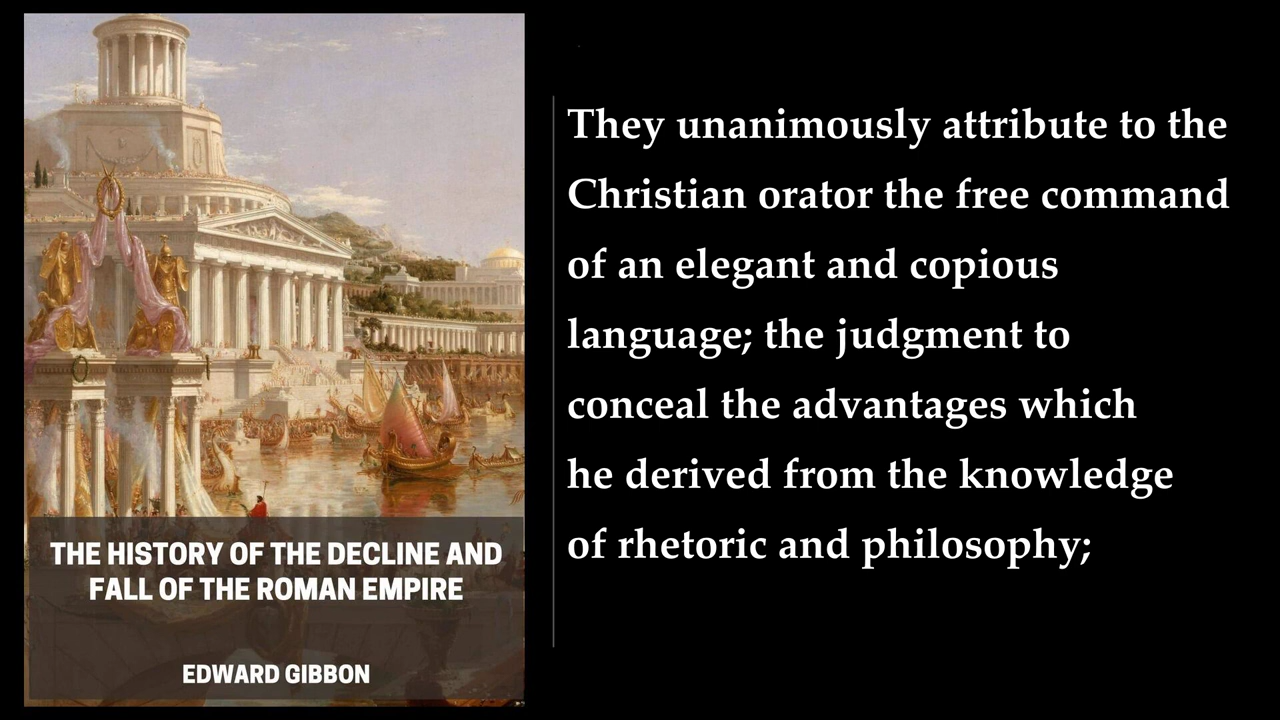 They unanimously attribute to the
Christian orator the free command
of an elegant and copious
language; the judgment to
conceal the advantages which
he derived from the knowledge
of rhetoric and philosophy;
THE HISTORY OF THE DECLINE AND
FALL OF THE ROMAN EMPIRE
EDWARD GIBBON